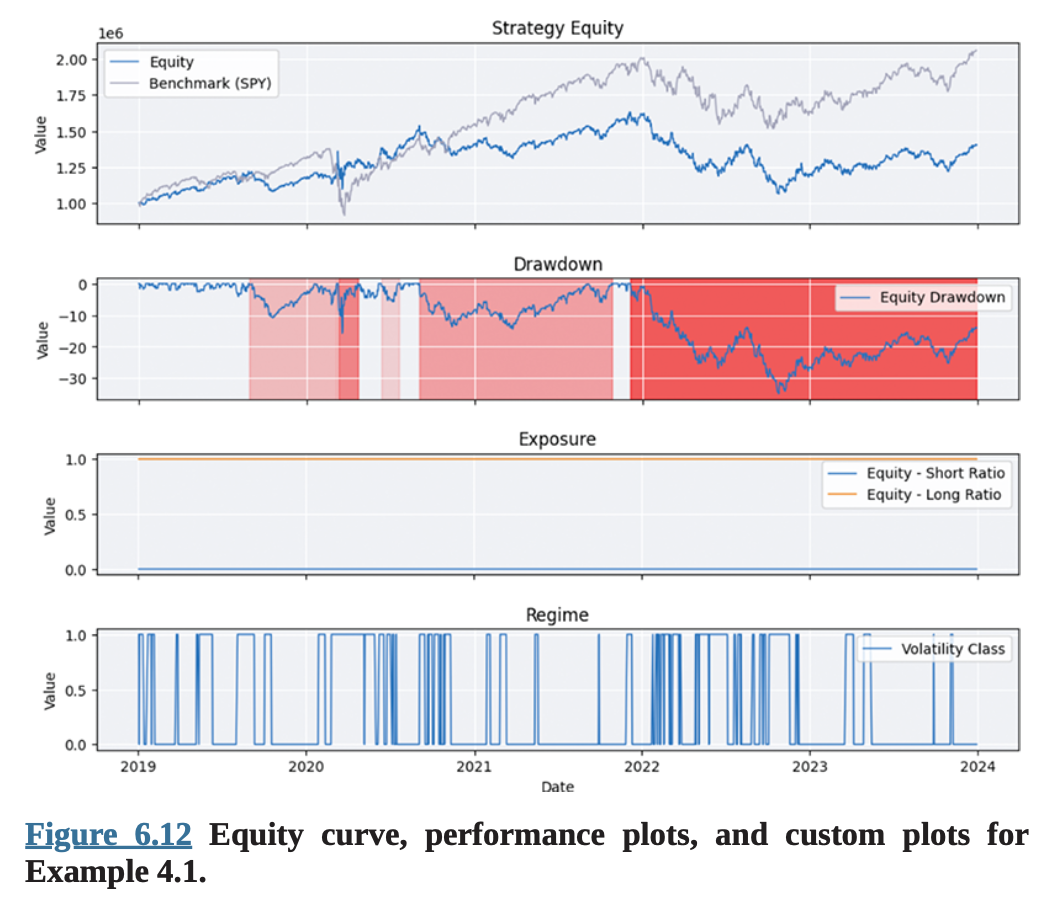 Strategy Equity
1e6
Equity
Benchmark (SPY)
2.00
1.75
1.50
1.25
1.00
Value
Drawdown
Equity Drawdown
0
−10
−20
−30
Value
Exposure
Equity - Short Ratio
Equity - Long Ratio
1.0
0.5
0.0
Value
Regime
Volatility Class
1.0
0.5
0.0
Value
2019 2020 2021 2022 2023 2024
Date
Figure 6.12 Equity curve, performance plots, and custom plots for
Example 4.1.